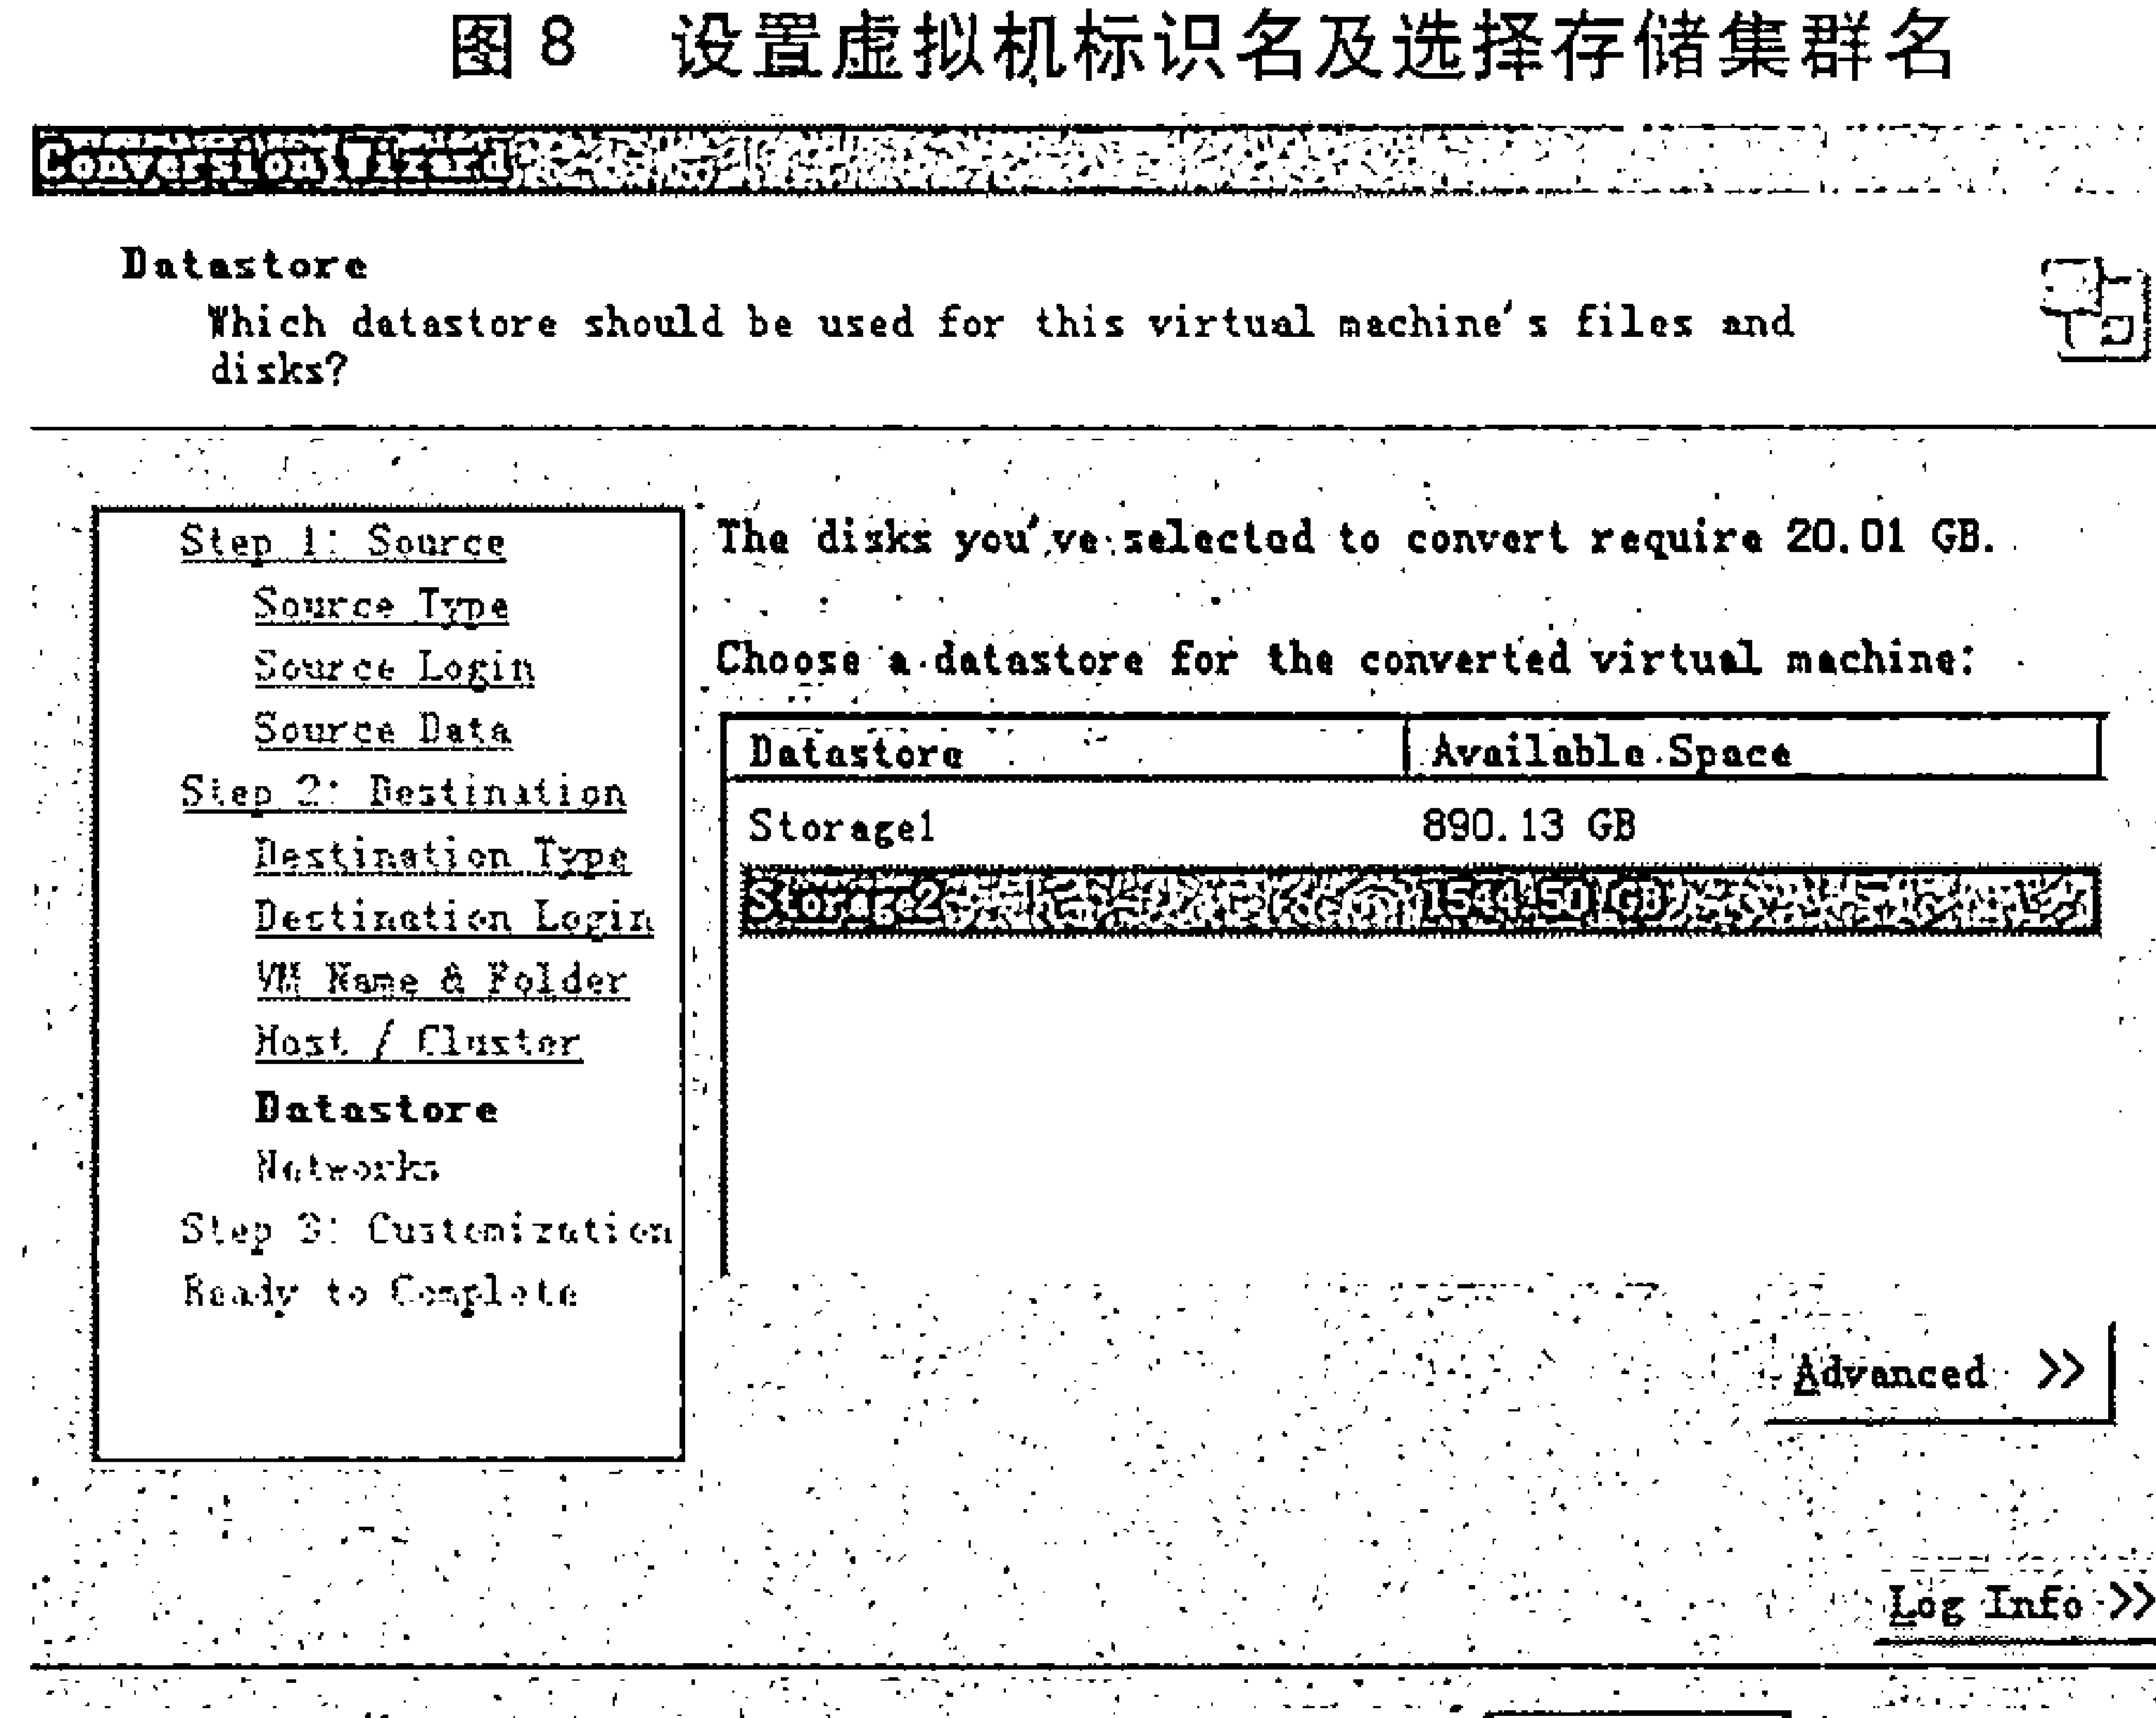 图 8 设置虚拟机标识名及选择存储集群名
Conversion Wizard
Datastore
Which datastore should be used for this virtual machine's files and
disks?
Step 1: Source
Source Type
Source Login
Source Data
Step 2: Destination
Destination Type
Destination Login
VM Name & Folder
Host / Cluster
Datastore
Networks
Step 3: Customization
Ready to Complete
The disks you've selected to convert require 20.01 GB.
Choose a datastore for the converted virtual machine:
Datastore Available Space
Storage1 890.13 GB
Storage2 1544.50 GB
Advanced >>
Log Info >>